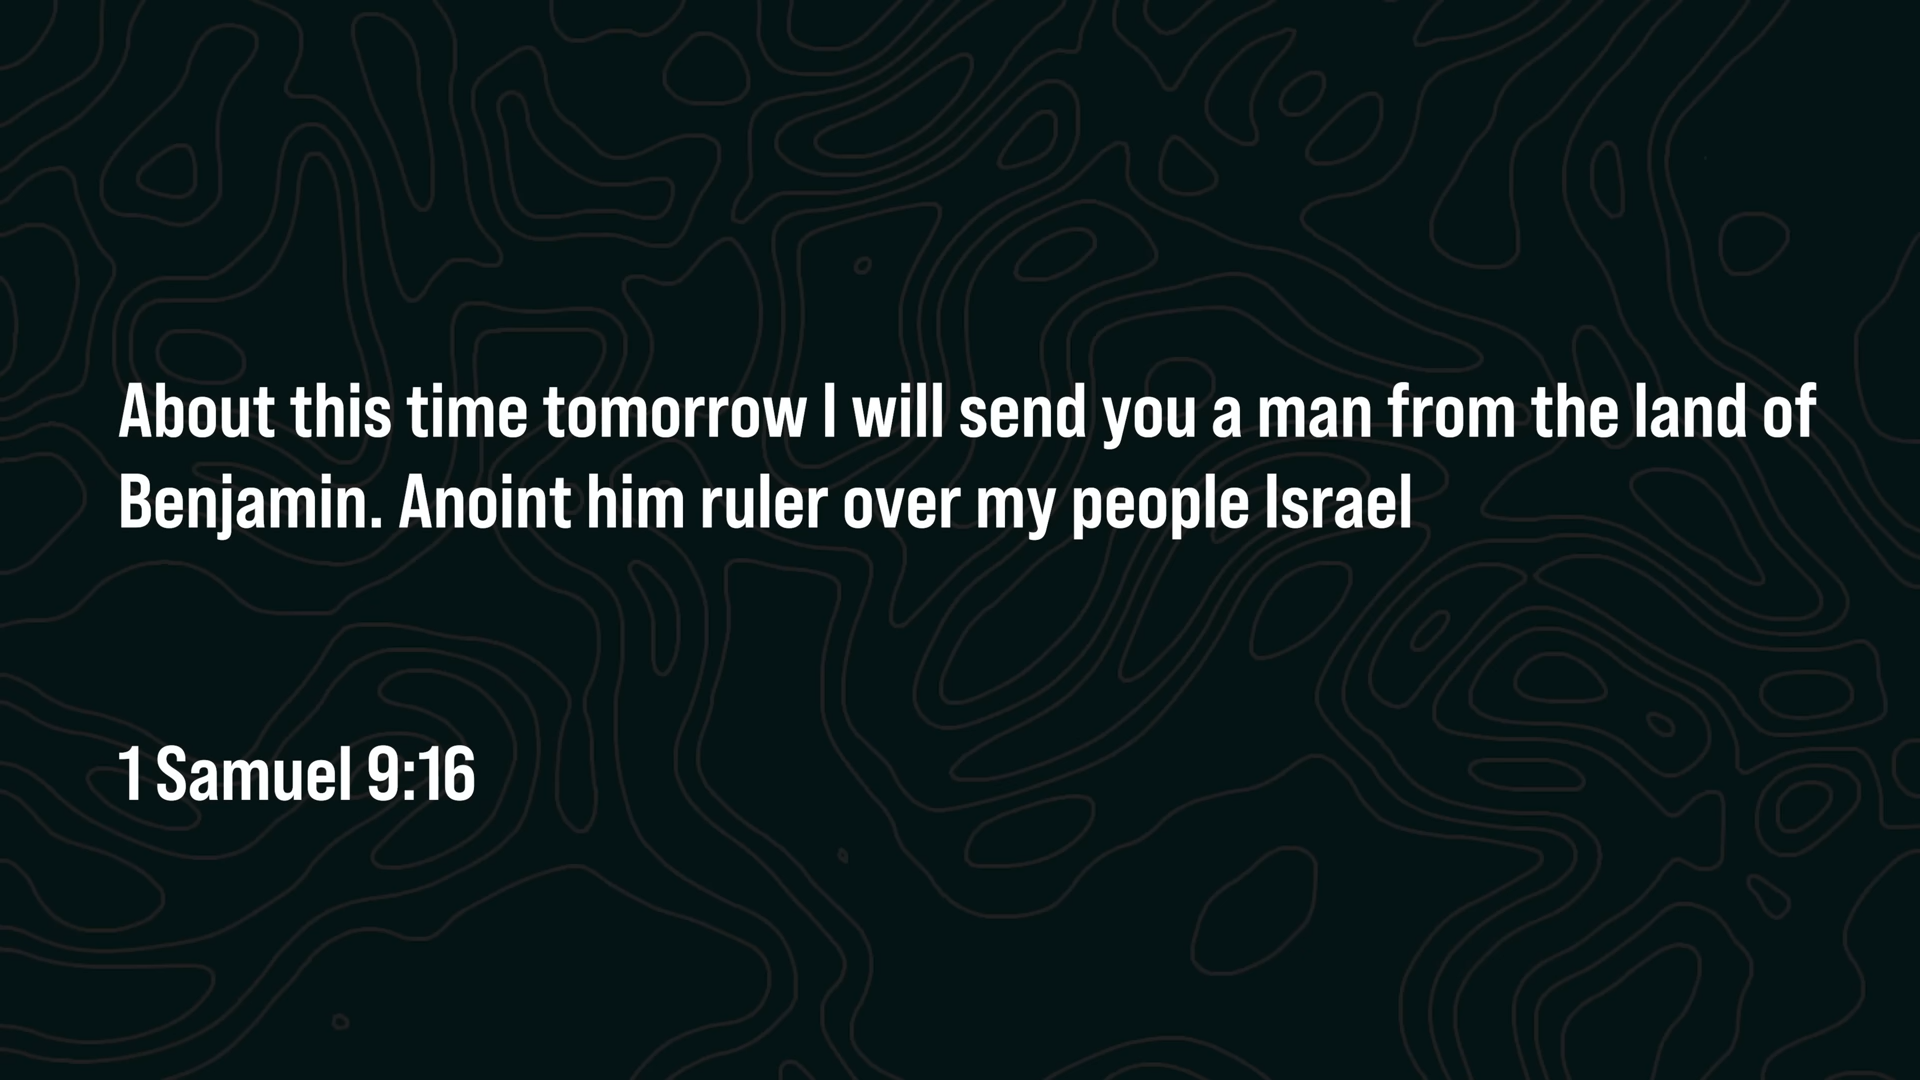 About this time tomorrow I will send you a man from the land of
Benjamin. Anoint him ruler over my people Israel
1 Samuel 9:16